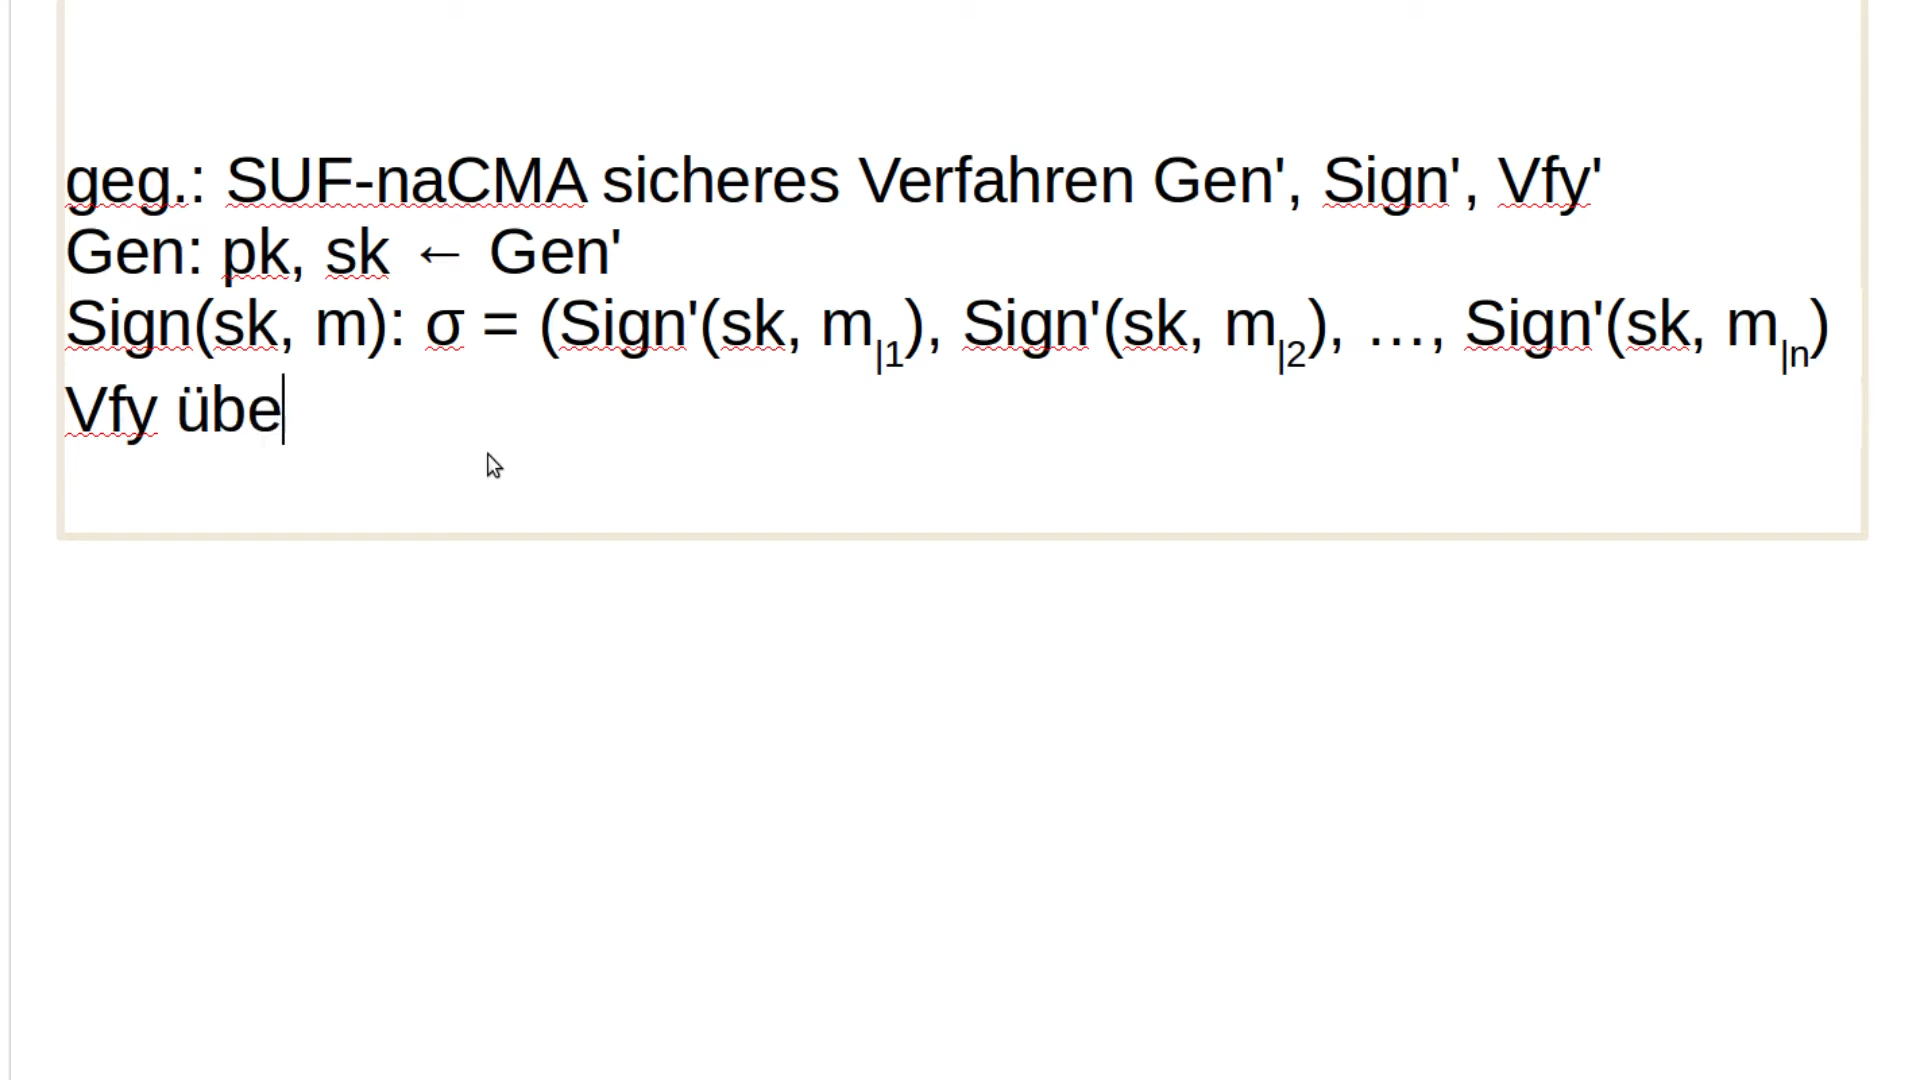 geg.: SUF-naCMA sicheres Verfahren Gen', Sign', Vfy'
Gen: pk, sk ← Gen'
Sign(sk, m): σ = (Sign'(sk, m|1), Sign'(sk, m|2), …, Sign'(sk, m|n)
Vfy übe